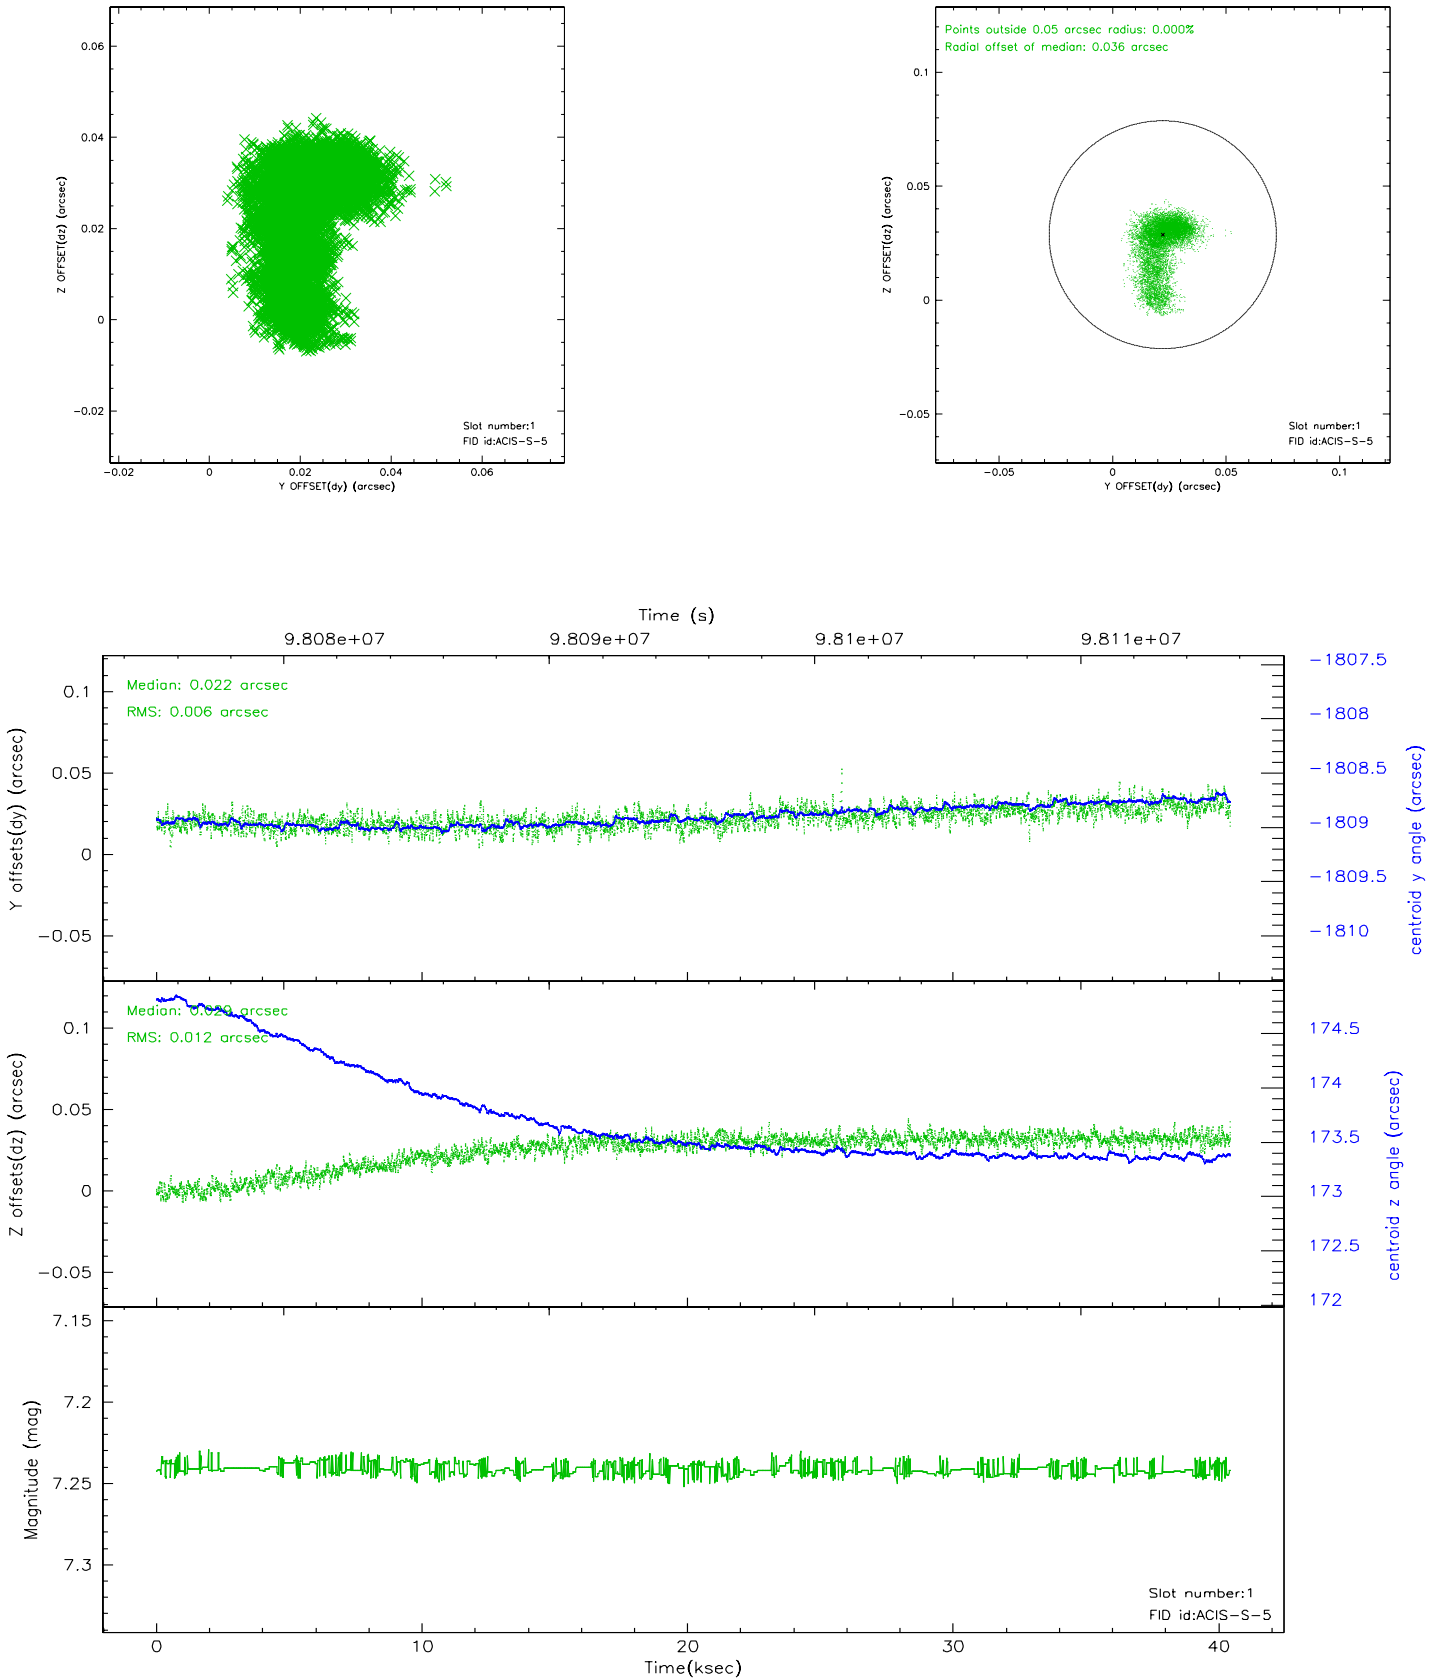 0.06
0.04
0.02
0
−0.02
Z OFFSET(dz) (arcsec)
Slot number:1
FID id:ACIS−S−5
−0.02 0 0.02 0.04 0.06
Y OFFSET(dy) (arcsec)
Points outside 0.05 arcsec radius: 0.000%
Radial offset of median: 0.036 arcsec
0.1
0.05
0
−0.05
Z OFFSET(dz) (arcsec)
Slot number:1
FID id:ACIS−S−5
−0.05 0 0.05 0.1
Y OFFSET(dy) (arcsec)
Time (s)
9.808e+07 9.809e+07 9.81e+07 9.811e+07
Median: 0.022 arcsec
RMS: 0.006 arcsec
0.1
0.05
0
−0.05
Y offsets(dy) (arcsec)
−1807.5
−1808
−1808.5
−1809
−1809.5
−1810
centroid y angle (arcsec)
Median: 0.029 arcsec
RMS: 0.012 arcsec
0.1
0.05
0
−0.05
Z offsets(dz) (arcsec)
174.5
174
173.5
173
172.5
172
centroid z angle (arcsec)
7.15
7.2
7.25
7.3
Magnitude (mag)
Slot number:1
FID id:ACIS−S−5
0 10 20 30 40
Time(ksec)